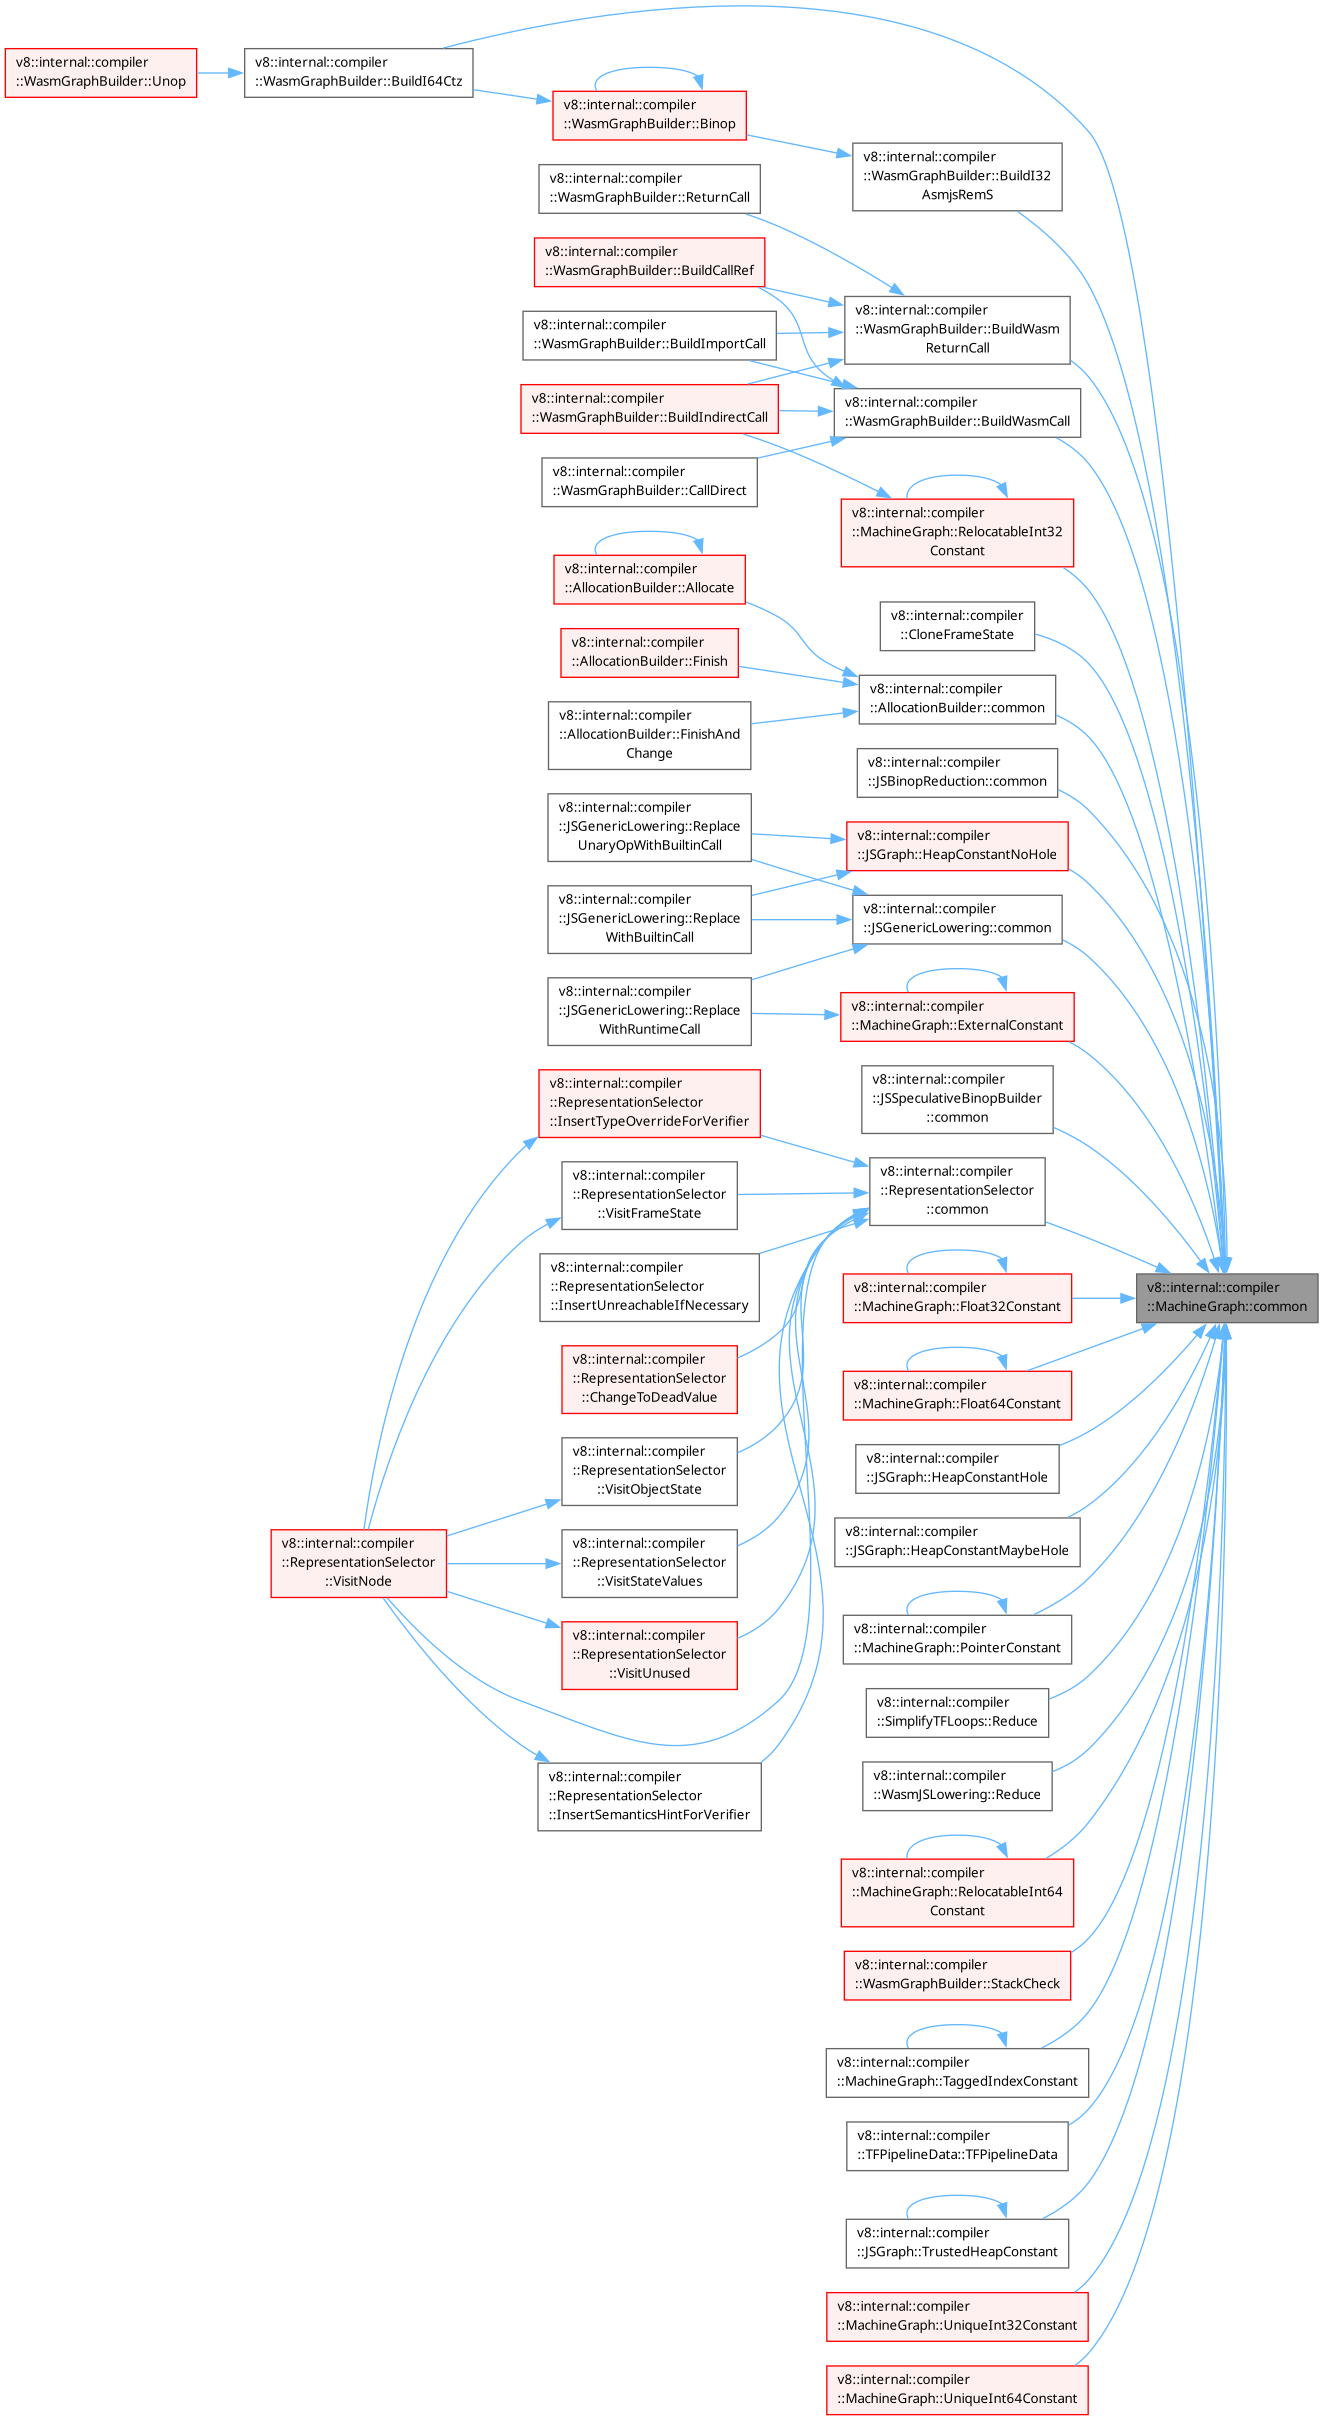 v8::internal::compiler
::WasmGraphBuilder::Unop
v8::internal::compiler
::WasmGraphBuilder::BuildI64Ctz
v8::internal::compiler
::WasmGraphBuilder::Binop
v8::internal::compiler
::WasmGraphBuilder::BuildI32
AsmjsRemS
v8::internal::compiler
::WasmGraphBuilder::ReturnCall
v8::internal::compiler
::WasmGraphBuilder::BuildCallRef
v8::internal::compiler
::WasmGraphBuilder::BuildWasm
ReturnCall
v8::internal::compiler
::WasmGraphBuilder::BuildImportCall
v8::internal::compiler
::WasmGraphBuilder::BuildIndirectCall
v8::internal::compiler
::WasmGraphBuilder::BuildWasmCall
v8::internal::compiler
::WasmGraphBuilder::CallDirect
v8::internal::compiler
::MachineGraph::RelocatableInt32
Constant
v8::internal::compiler
::AllocationBuilder::Allocate
v8::internal::compiler
::CloneFrameState
v8::internal::compiler
::AllocationBuilder::Finish
v8::internal::compiler
::AllocationBuilder::common
v8::internal::compiler
::AllocationBuilder::FinishAnd
Change
v8::internal::compiler
::JSBinopReduction::common
v8::internal::compiler
::JSGenericLowering::Replace
UnaryOpWithBuiltinCall
v8::internal::compiler
::JSGraph::HeapConstantNoHole
v8::internal::compiler
::JSGenericLowering::Replace
WithBuiltinCall
v8::internal::compiler
::JSGenericLowering::common
v8::internal::compiler
::JSGenericLowering::Replace
WithRuntimeCall
v8::internal::compiler
::MachineGraph::ExternalConstant
v8::internal::compiler
::RepresentationSelector
::InsertTypeOverrideForVerifier
v8::internal::compiler
::JSSpeculativeBinopBuilder
::common
v8::internal::compiler
::RepresentationSelector
::VisitFrameState
v8::internal::compiler
::RepresentationSelector
::common
v8::internal::compiler
::RepresentationSelector
::InsertUnreachableIfNecessary
v8::internal::compiler
::MachineGraph::Float32Constant
v8::internal::compiler
::MachineGraph::common
v8::internal::compiler
::RepresentationSelector
::ChangeToDeadValue
v8::internal::compiler
::MachineGraph::Float64Constant
v8::internal::compiler
::RepresentationSelector
::VisitObjectState
v8::internal::compiler
::JSGraph::HeapConstantHole
v8::internal::compiler
::RepresentationSelector
::VisitNode
v8::internal::compiler
::RepresentationSelector
::VisitStateValues
v8::internal::compiler
::JSGraph::HeapConstantMaybeHole
v8::internal::compiler
::RepresentationSelector
::VisitUnused
v8::internal::compiler
::MachineGraph::PointerConstant
v8::internal::compiler
::SimplifyTFLoops::Reduce
v8::internal::compiler
::RepresentationSelector
::InsertSemanticsHintForVerifier
v8::internal::compiler
::WasmJSLowering::Reduce
v8::internal::compiler
::MachineGraph::RelocatableInt64
Constant
v8::internal::compiler
::WasmGraphBuilder::StackCheck
v8::internal::compiler
::MachineGraph::TaggedIndexConstant
v8::internal::compiler
::TFPipelineData::TFPipelineData
v8::internal::compiler
::JSGraph::TrustedHeapConstant
v8::internal::compiler
::MachineGraph::UniqueInt32Constant
v8::internal::compiler
::MachineGraph::UniqueInt64Constant